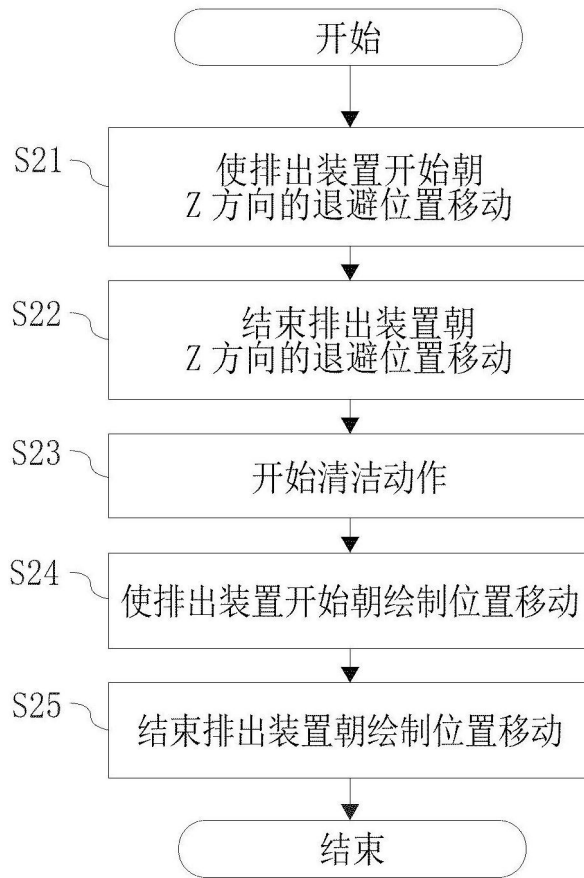 开始
S21
使排出装置开始朝
Z 方向的退避位置移动
S22
结束排出装置朝
Z 方向的退避位置移动
S23
开始清洁动作
S24
使排出装置开始朝绘制位置移动
S25
结束排出装置朝绘制位置移动
结束